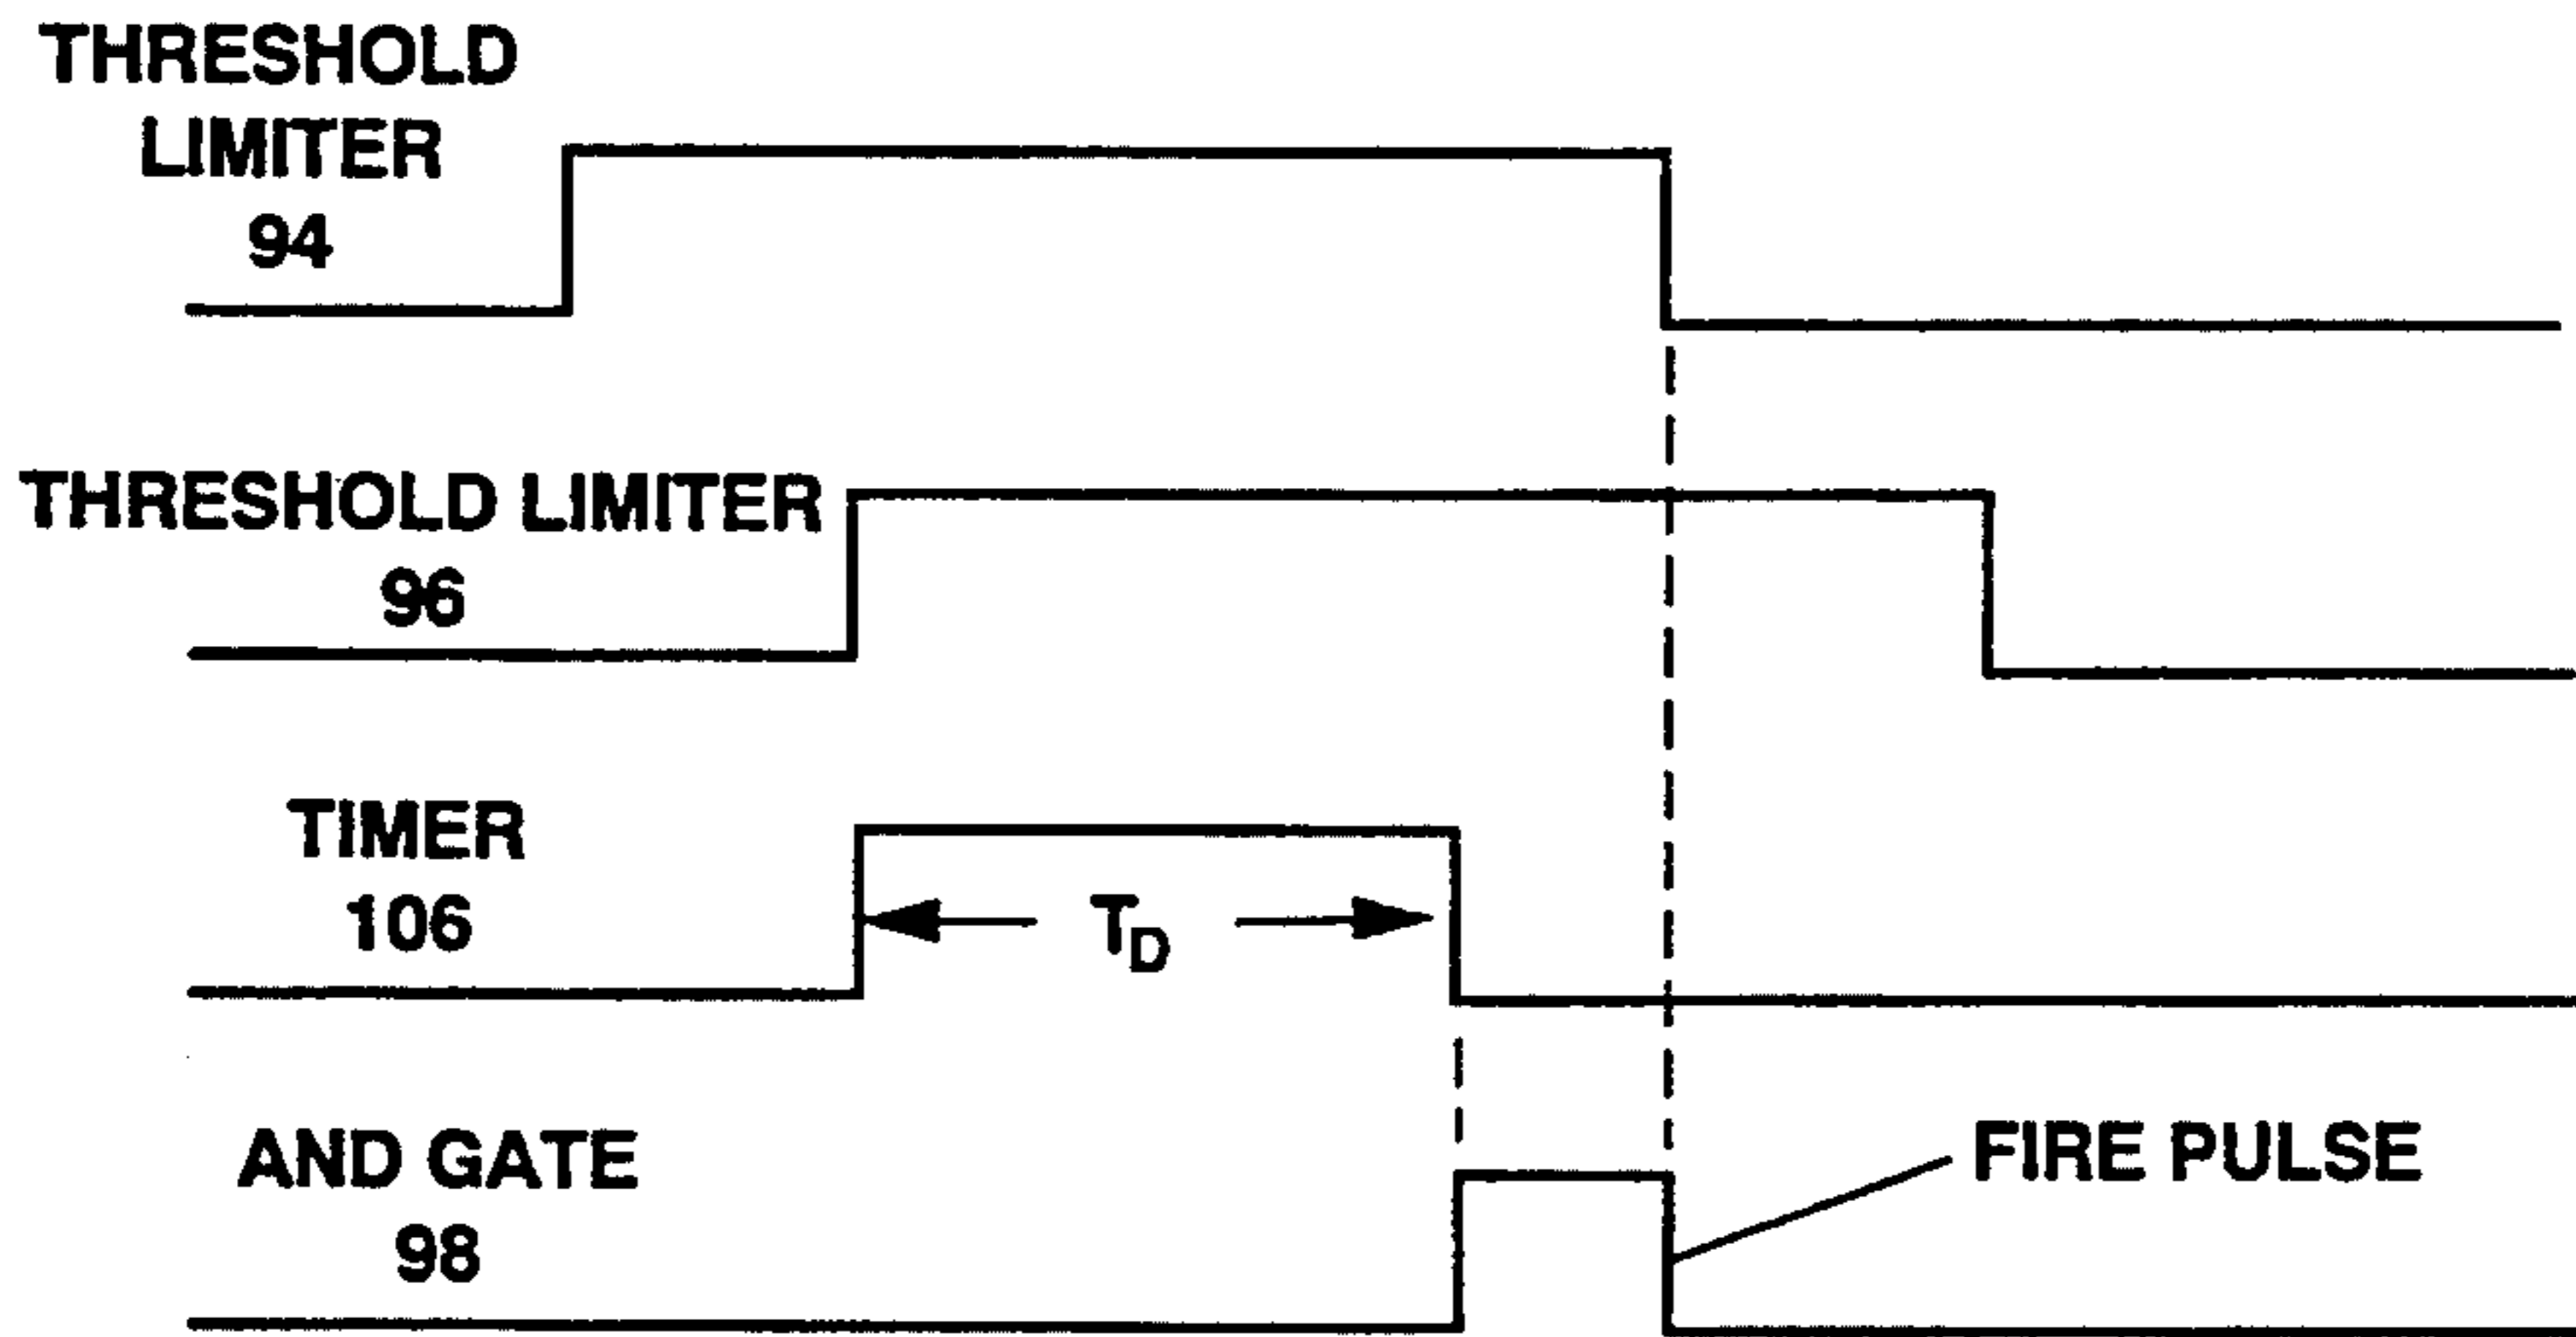 THRESHOLD
LIMITER
94
THRESHOLD LIMITER
96
TIMER
106
T_D
AND GATE
98
FIRE PULSE